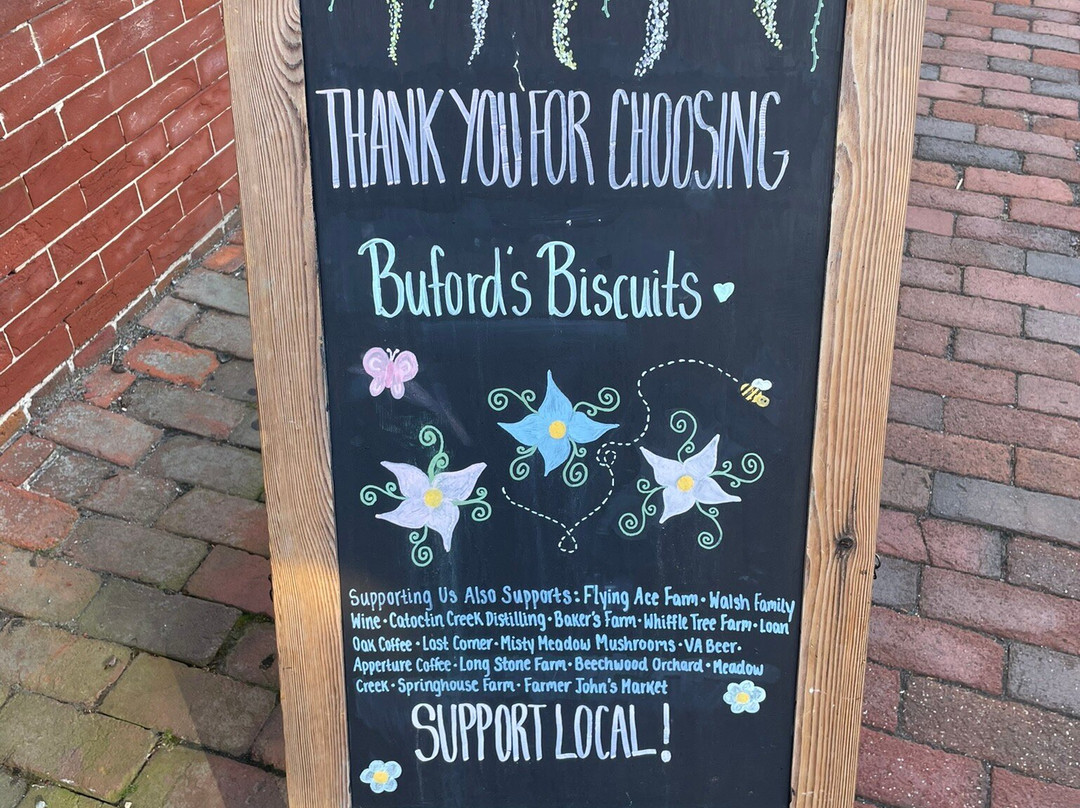 THANK YOU FOR CHOOSING
Buford's Biscuits
Supporting Us Also Supports: Flying Ace Farm • Walsh Family
Wine • Catoctin Creek Distilling • Baker's Farm • Whiffle Tree Farm • Loan
Oak Coffee • Lost Corner • Misty Meadow Mushrooms • VA Beer •
Apperture Coffee • Long Stone Farm • Beechwood Orchard • Meadow
Creek • Springhouse Farm • Farmer John's Market
SUPPORT LOCAL!